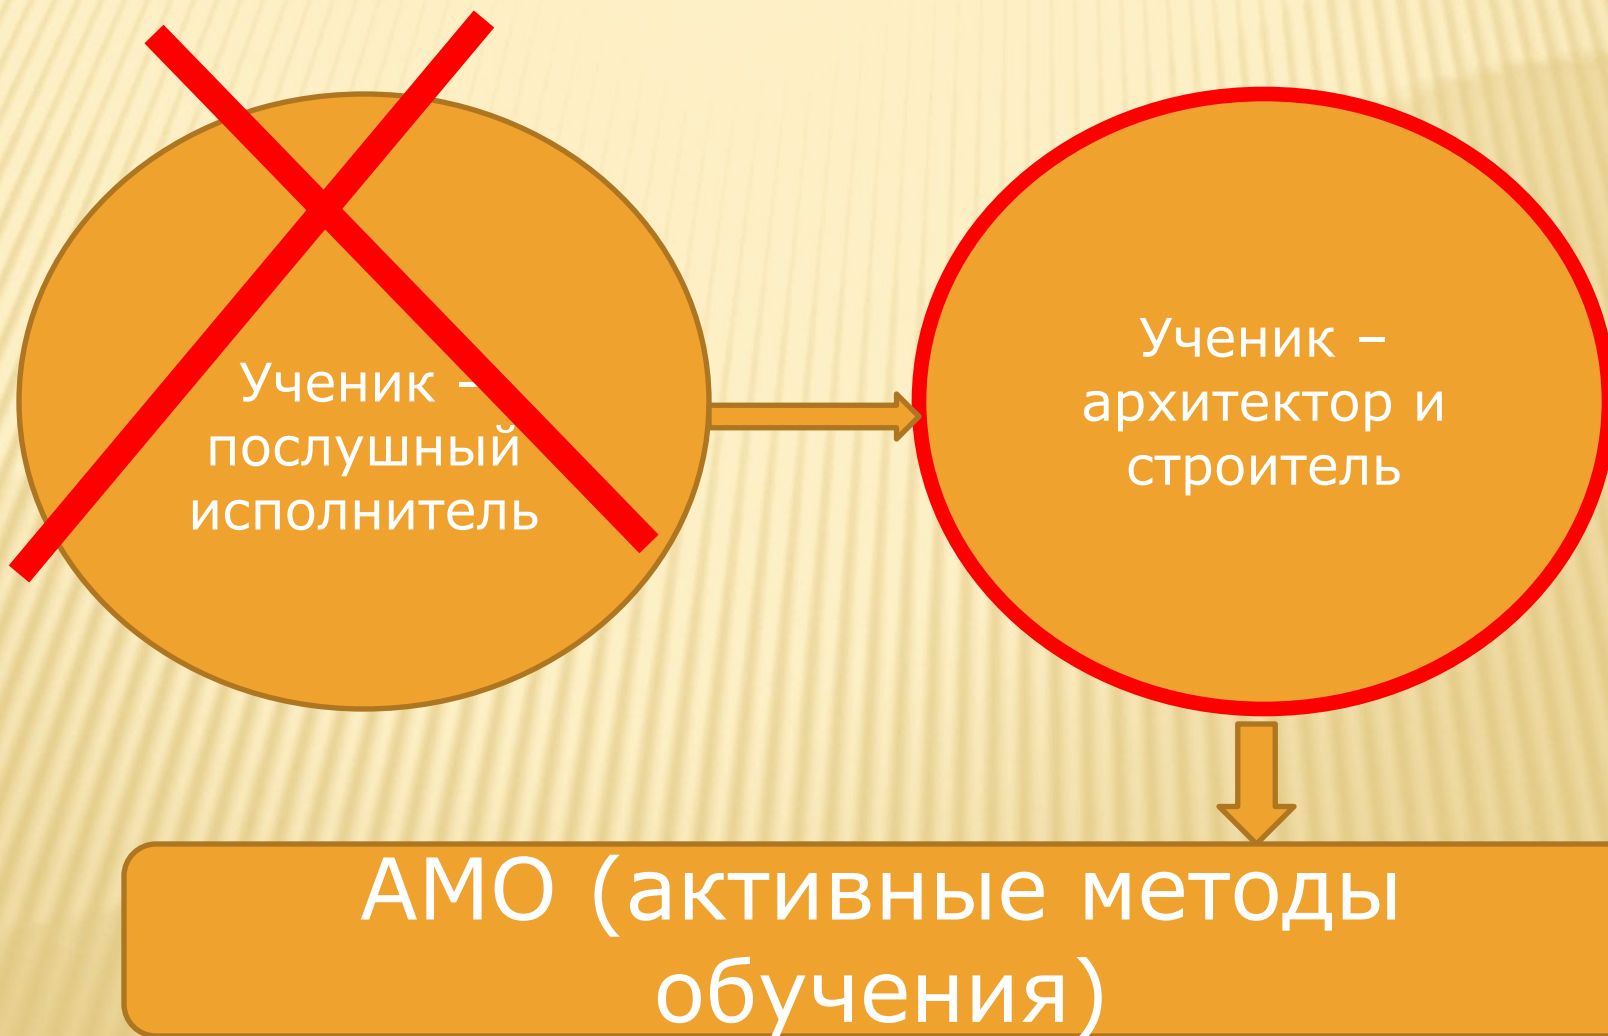 Ученик –
послушный
исполнитель
Ученик –
архитектор и
строитель
АМО (активные методы
обучения)